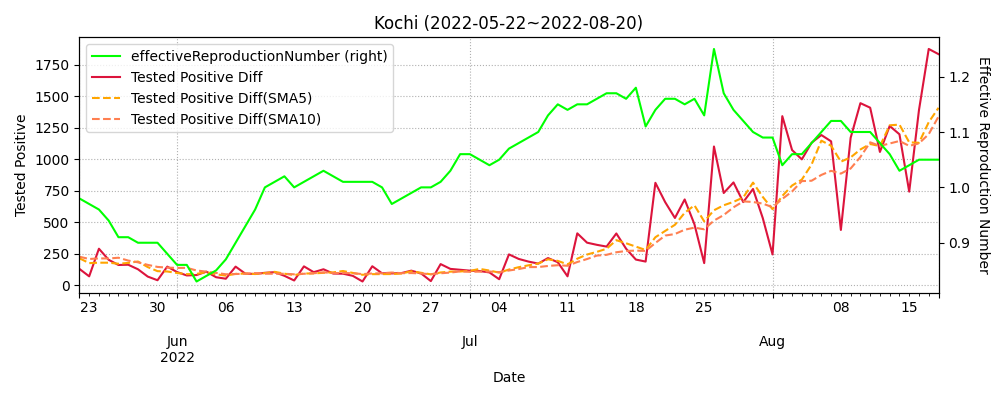 Kochi (2022-05-22~2022-08-20)
effectiveReproductionNumber (right)
Tested Positive Diff
Tested Positive Diff(SMA5)
Tested Positive Diff(SMA10)
Tested Positive
1750
1500
1250
1000
750
500
250
0
1.2
1.1
1.0
0.9
Effective Reproduction Number
23 30 06 13 20 27 04 11 18 25 08 15
Jun Jul Aug
2022
Date